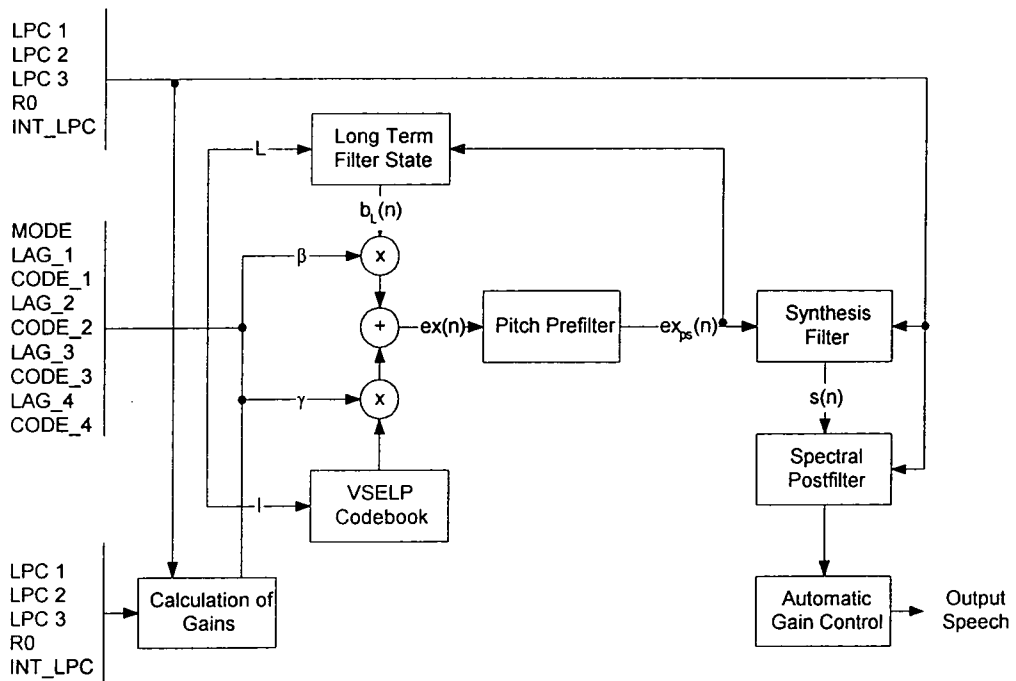 LPC 1
LPC 2
LPC 3
R0
INT_LPC
L
Long Term
Filter State
b_L(n)
MODE
LAG_1
CODE_1
LAG_2
CODE_2
LAG_3
CODE_3
LAG_4
CODE_4
β
x
+
ex(n)
Pitch Prefilter
ex_ps(n)
Synthesis
Filter
γ
x
s(n)
Spectral
Postfilter
I
VSELP
Codebook
LPC 1
LPC 2
LPC 3
R0
INT_LPC
Calculation of
Gains
Automatic
Gain Control
Output
Speech